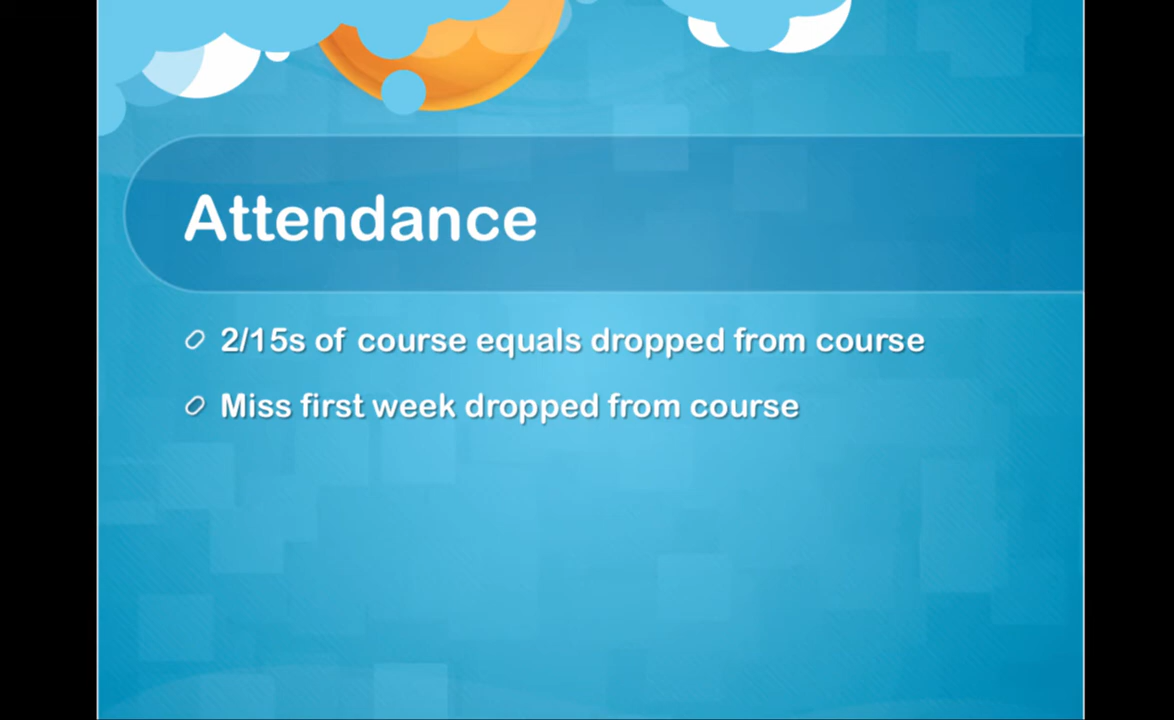 Attendance
2/15s of course equals dropped from course
Miss first week dropped from course